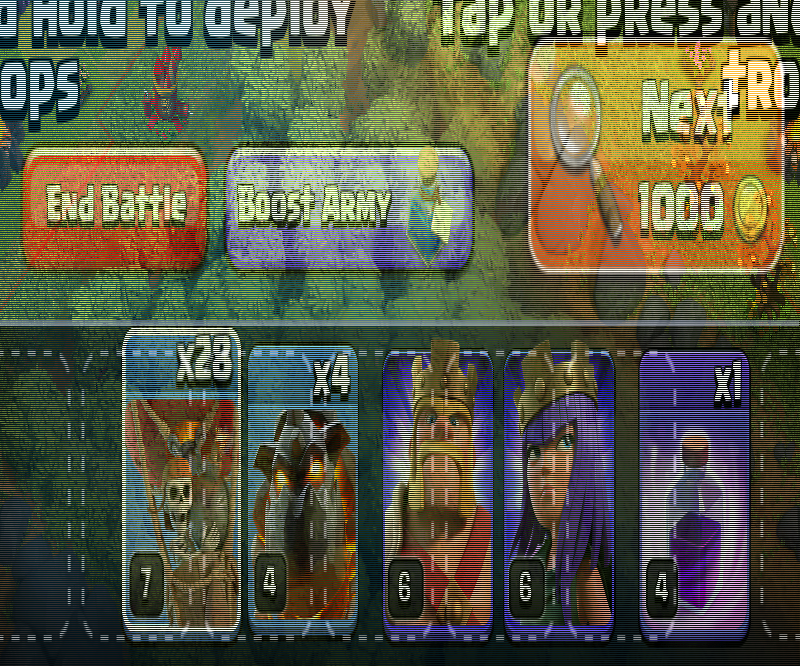 d hold to deploy
Tap or press and
oops
tro
Next
1000
End Battle
Boost Army
x28
x4
x1
7
4
6
6
4